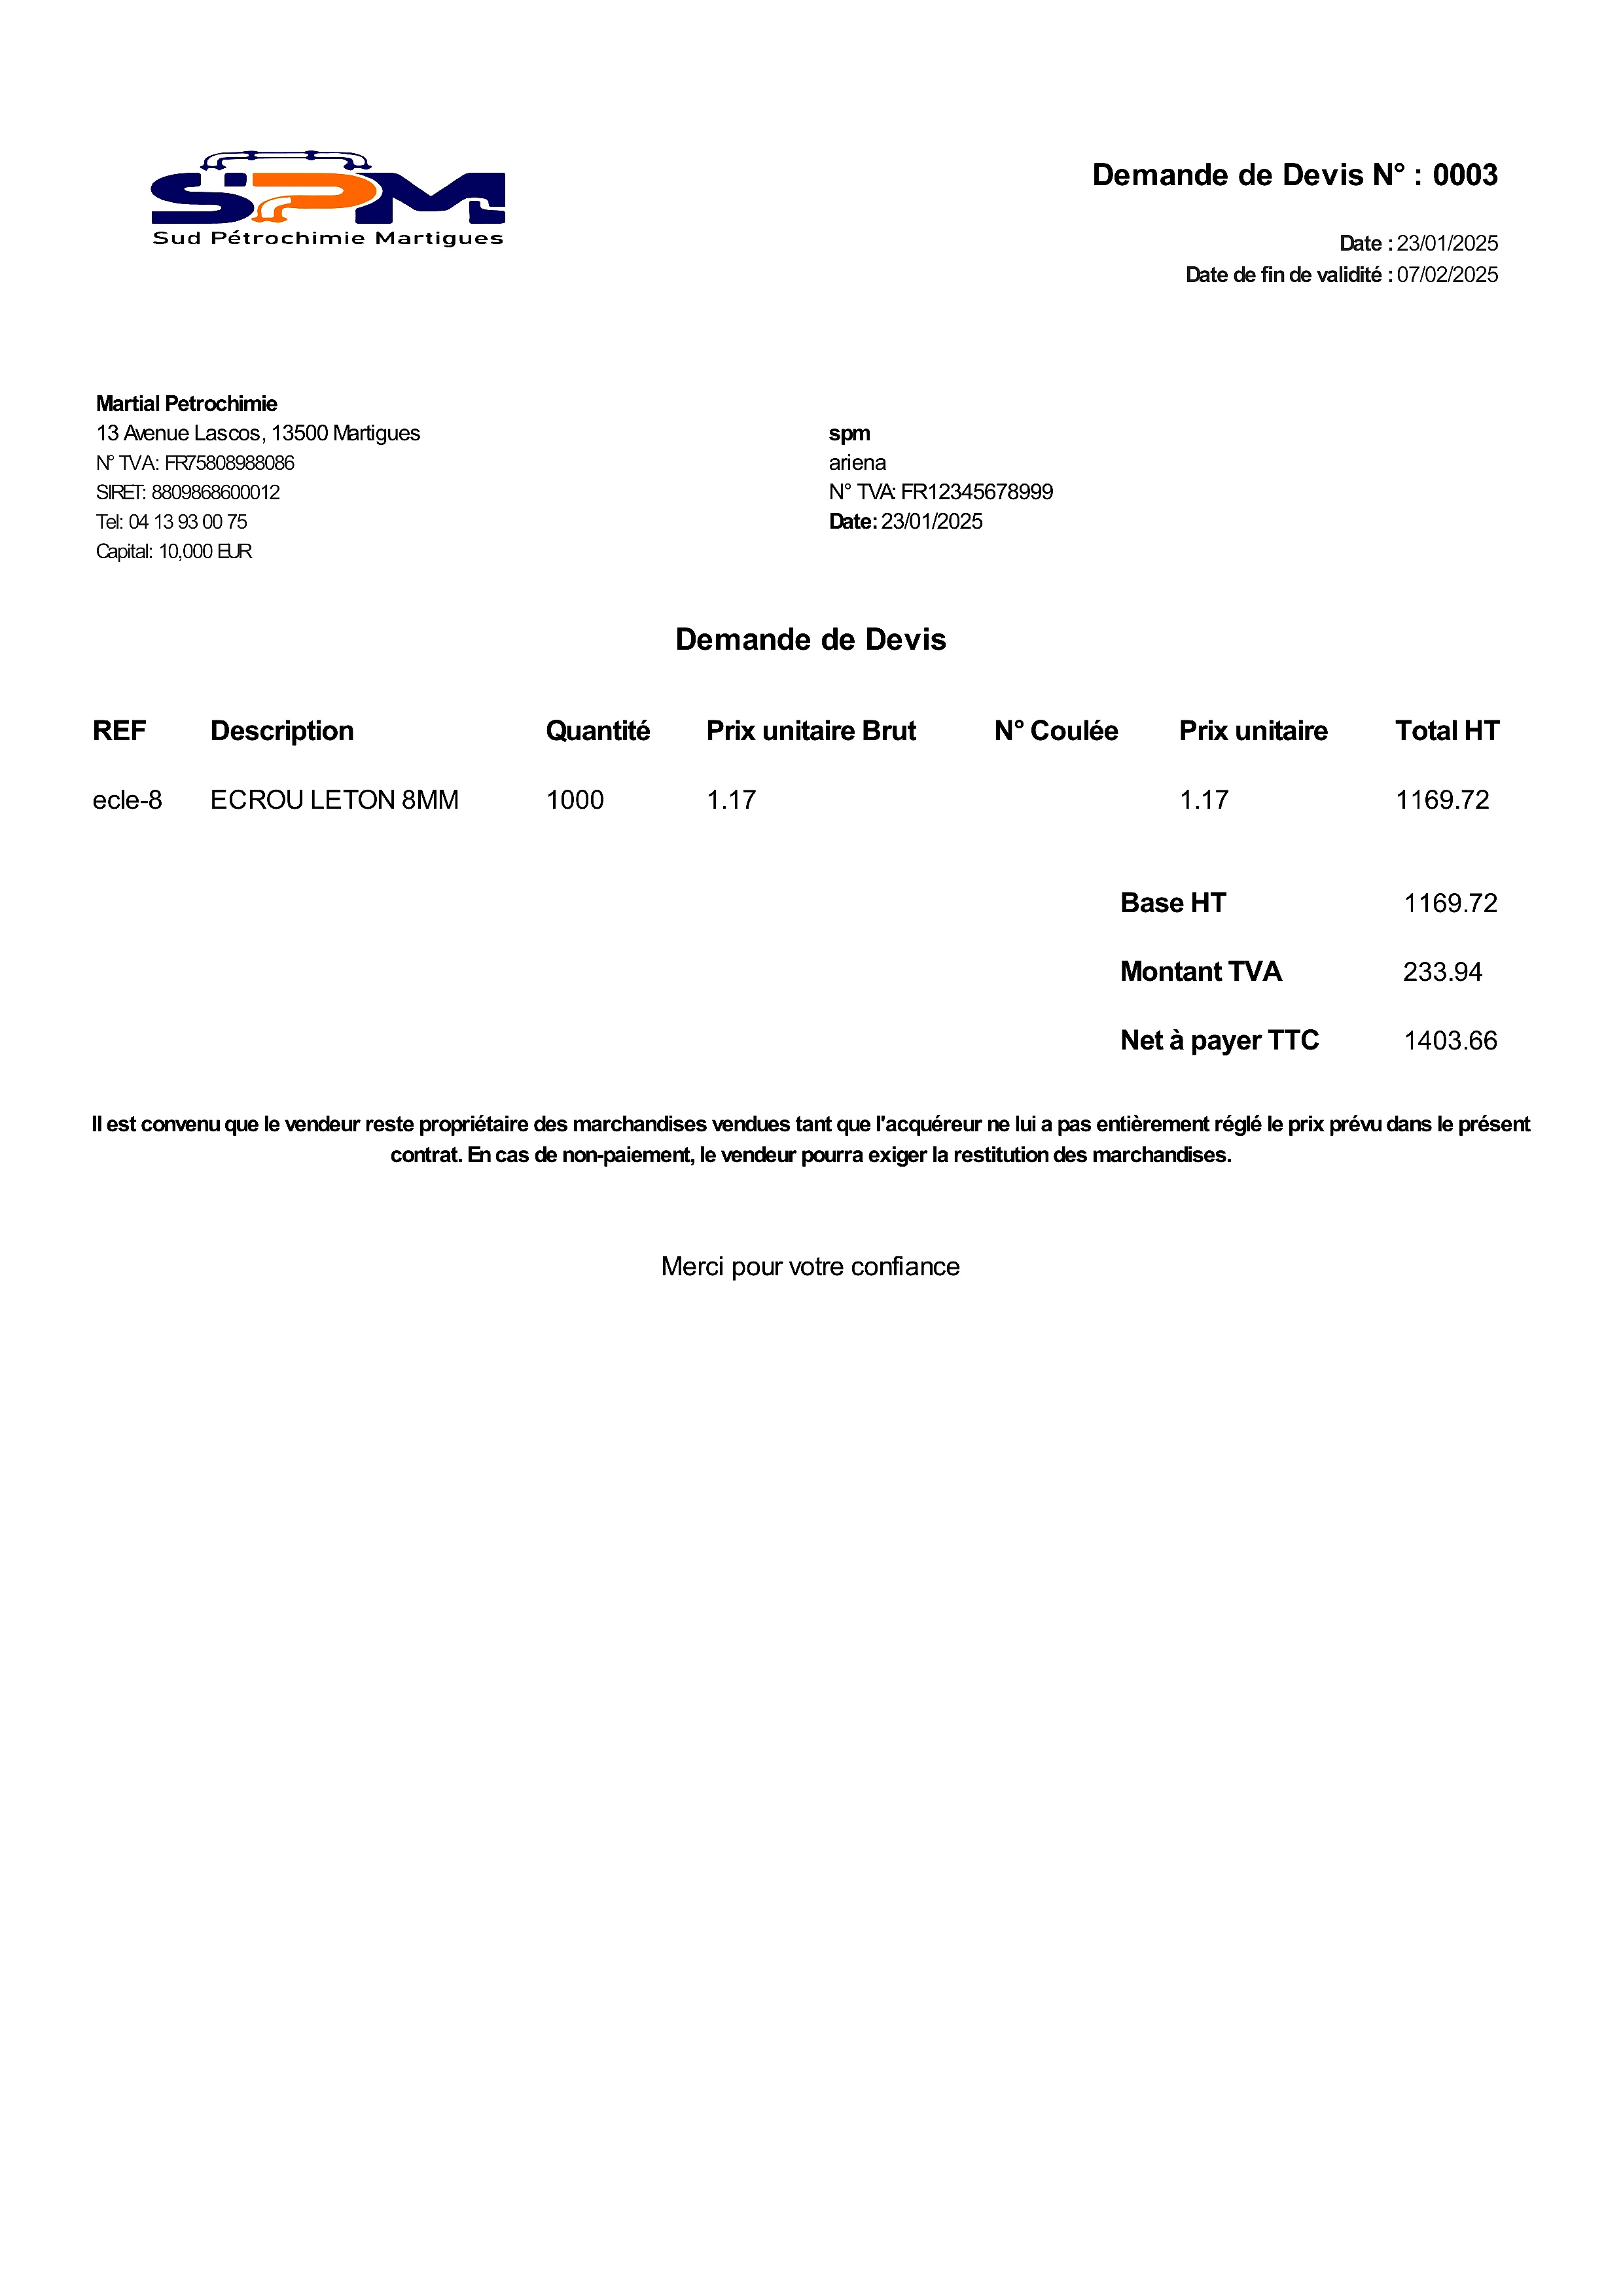 SPM
Sud Pétrochimie Martigues
Demande de Devis N° : 0003
Date : 23/01/2025
Date de fin de validité : 07/02/2025
Martial Petrochimie
13 Avenue Lascos, 13500 Martigues
N° TVA: FR75808988086
SIRET: 8809868600012
Tel: 04 13 93 00 75
Capital: 10,000 EUR
spm
ariena
N° TVA: FR12345678999
Date: 23/01/2025
Demande de Devis
REF Description Quantité Prix unitaire Brut N° Coulée Prix unitaire Total HT
ecle-8 ECROU LETON 8MM 1000 1.17 1.17 1169.72
Base HT 1169.72
Montant TVA 233.94
Net à payer TTC 1403.66
Il est convenu que le vendeur reste propriétaire des marchandises vendues tant que l'acquéreur ne lui a pas entièrement réglé le prix prévu dans le présent
contrat. En cas de non-paiement, le vendeur pourra exiger la restitution des marchandises.
Merci pour votre confiance